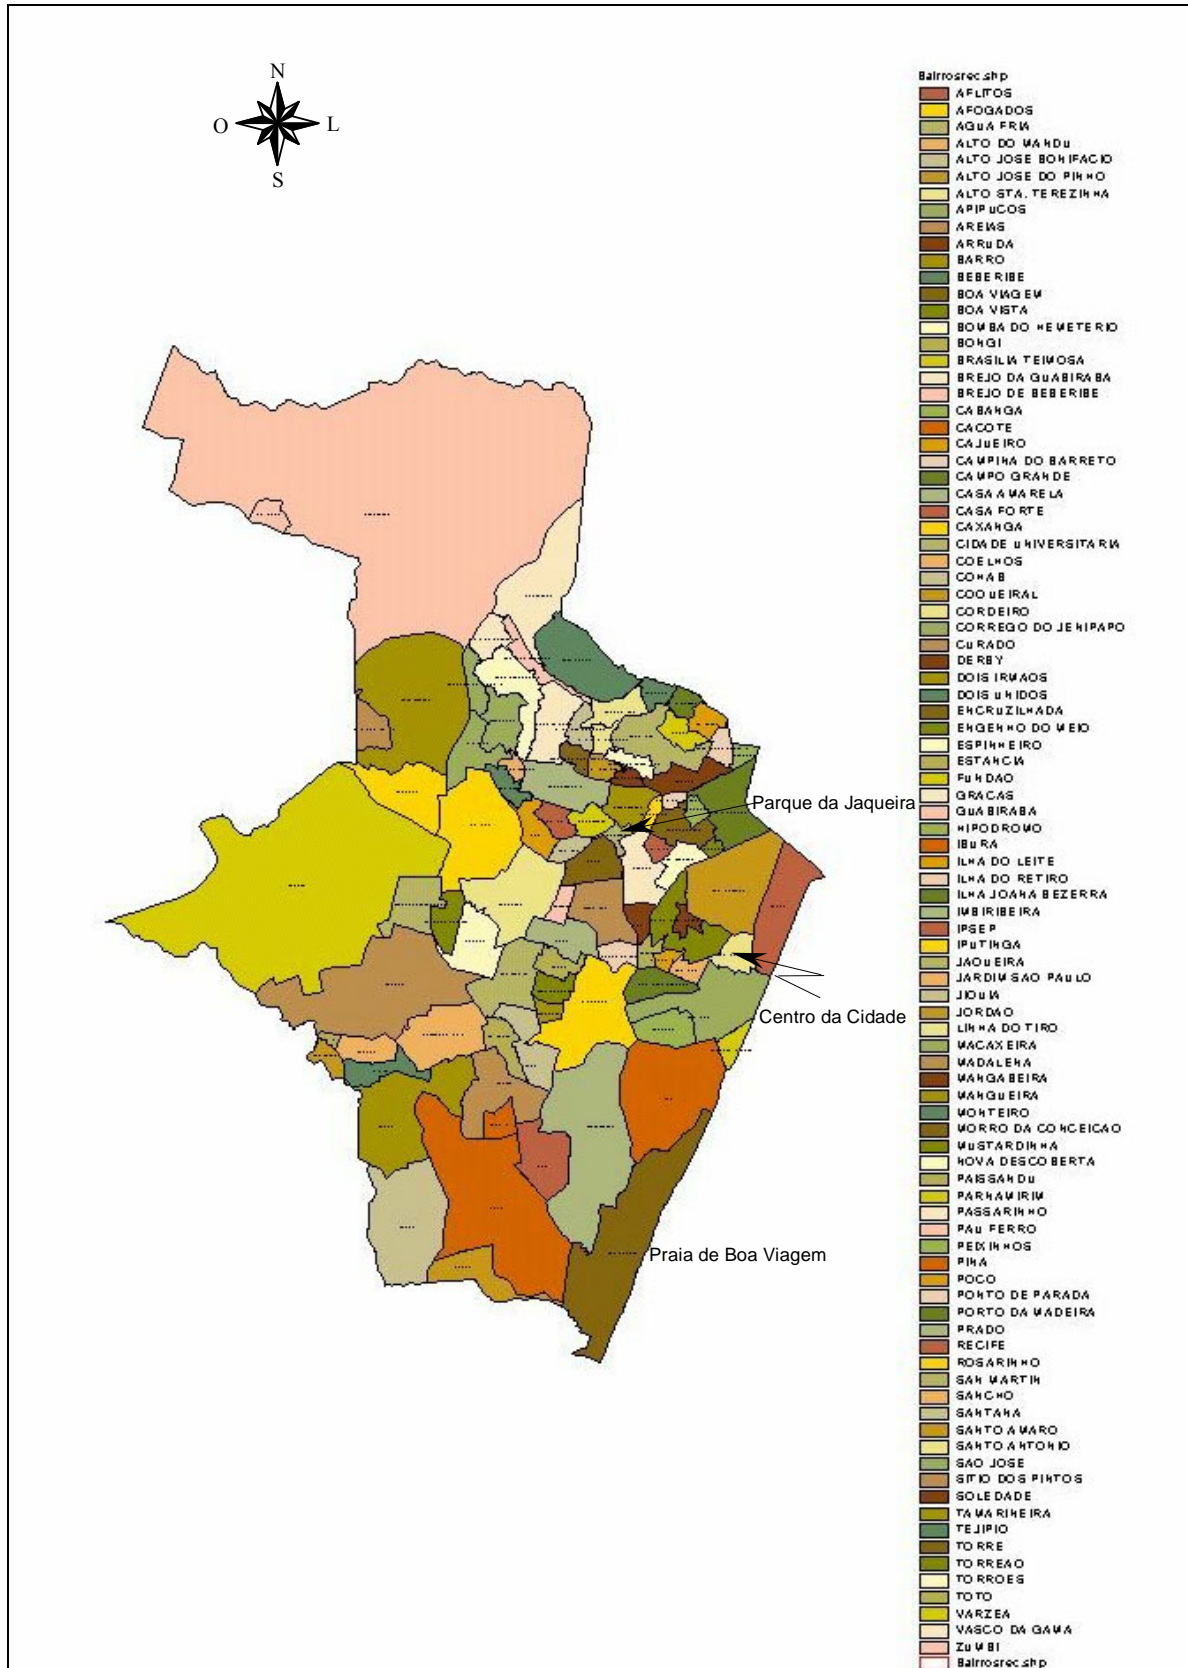 N
O
L
S
Bairrosrec.shp
AFLITOS
AFOGADOS
AGUA FRIA
ALTO DO MANDU
ALTO JOSE BONIFACIO
ALTO JOSE DO PINHO
ALTO STA. TEREZINHA
APIPUCOS
AREIAS
ARRUDA
BARRO
BEBERIBE
BOA VIAGEM
BOA VISTA
BOMBA DO HEMETERIO
BONGI
BRASILIA TEIMOSA
BREJO DA GUABIRABA
BREJO DE BEBERIBE
CABANGA
CACOTE
CAJUEIRO
CAMPINA DO BARRETO
CAMPO GRANDE
CASA AMARELA
CASA FORTE
CAXANGA
CIDADE UNIVERSITARIA
COELHOS
COHAB
COQUEIRAL
CORDEIRO
CORREGO DO JENIPAPO
CURADO
DERBY
DOIS IRMAOS
DOIS UNIDOS
ENCRUZILHADA
ENGENHO DO MEIO
ESPINHEIRO
ESTANCIA
FUNDAO
GRACAS
GUABIRABA
HIPODROMO
IBURA
ILHA DO LEITE
ILHA DO RETIRO
ILHA JOANA BEZERRA
IMBIRIBEIRA
IPSEP
IPUTINGA
JAQUEIRA
JARDIM SAO PAULO
JIQUIA
JORDAO
LINHA DO TIRO
MACAXEIRA
MADALENA
MANGABEIRA
MANGUEIRA
MONTEIRO
MORRO DA CONCEICAO
MUSTARDINHA
NOVA DESCOBERTA
PAISSANDU
PARNAMIRIM
PASSARINHO
PAU FERRO
PEIXINHOS
PINA
POCO
PONTO DE PARADA
PORTO DA MADEIRA
PRADO
RECIFE
ROSARINHO
SAN MARTIN
SANCHO
SANTANA
SANTO AMARO
SANTO ANTONIO
SAO JOSE
SITIO DOS PINTOS
SOLEDADE
TAMARINEIRA
TEJIPIO
TORRE
TORREAO
TORROES
TOTO
VARZEA
VASCO DA GAMA
ZUMBI
Bairrosrec.shp
Parque da Jaqueira
Centro da Cidade
Praia de Boa Viagem